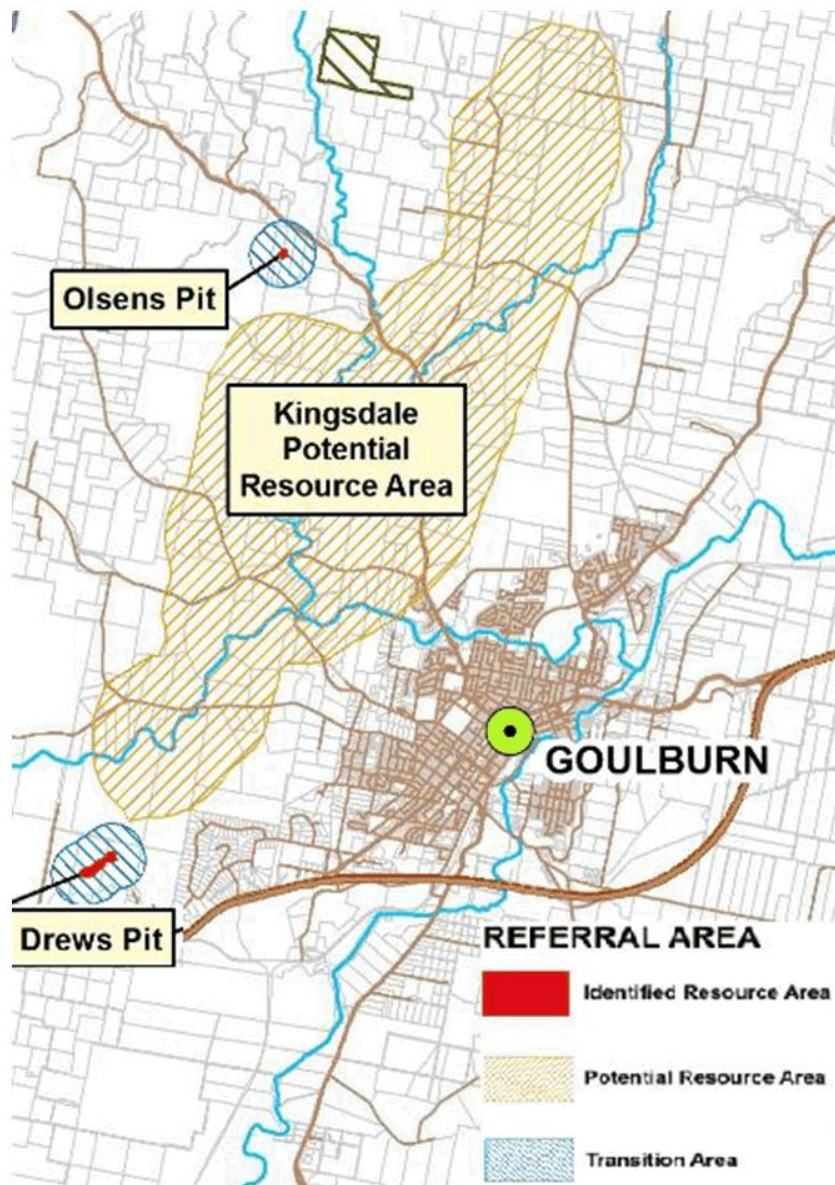 Olsens Pit
Kingsdale
Potential
Resource Area
GOULBURN
Drews Pit
REFERRAL AREA
Identified Resource Area
Potential Resource Area
Transition Area